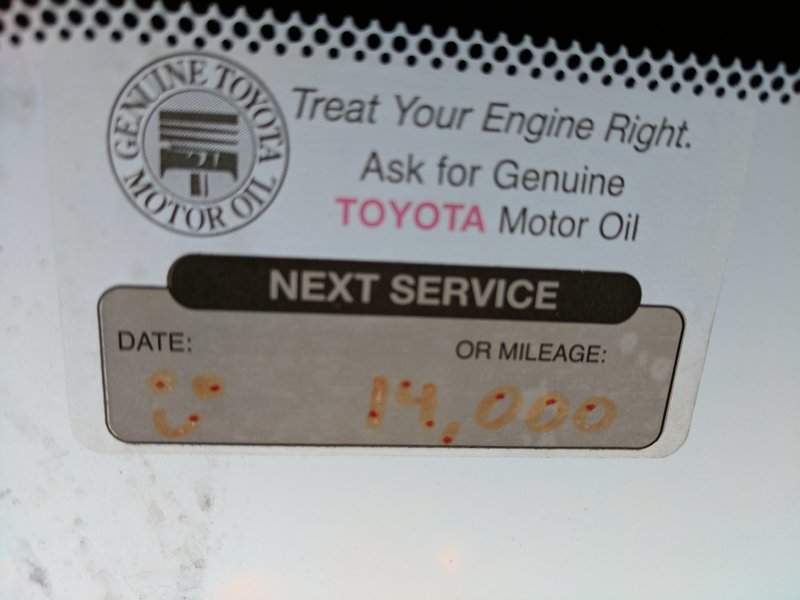 GENUINE TOYOTA
MOTOR OIL
Treat Your Engine Right.
Ask for Genuine
TOYOTA Motor Oil
NEXT SERVICE
DATE:
OR MILEAGE:
14,000